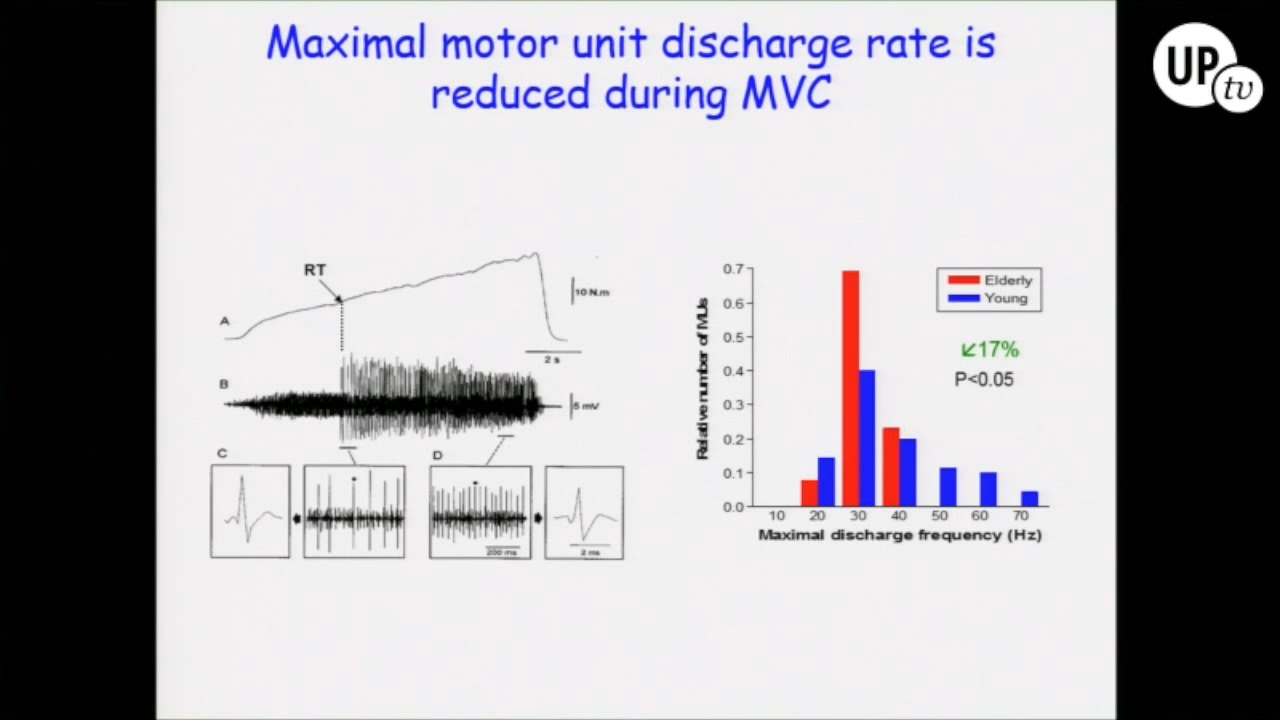 Maximal motor unit discharge rate is
reduced during MVC
UP
tv
RT
10 N.m
A
2 s
B
5 mV
C
D
200 ms
2 ms
0.7
0.6
0.5
0.4
0.3
0.2
0.1
0.0
Relative number of MUs
Elderly
Young
↙17%
P<0.05
10 20 30 40 50 60 70
Maximal discharge frequency (Hz)